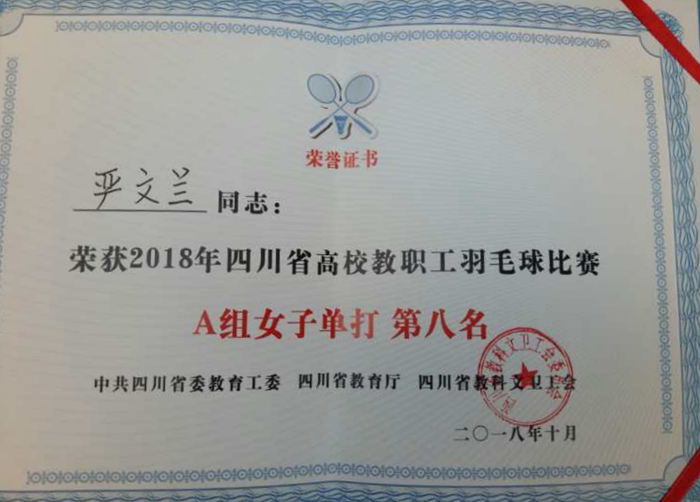 荣誉证书
严文兰 同志：
荣获2018年四川省高校教职工羽毛球比赛
A组女子单打 第八名
中共四川省委教育工委 四川省教育厅 四川省教科文卫工会
二〇一八年十月